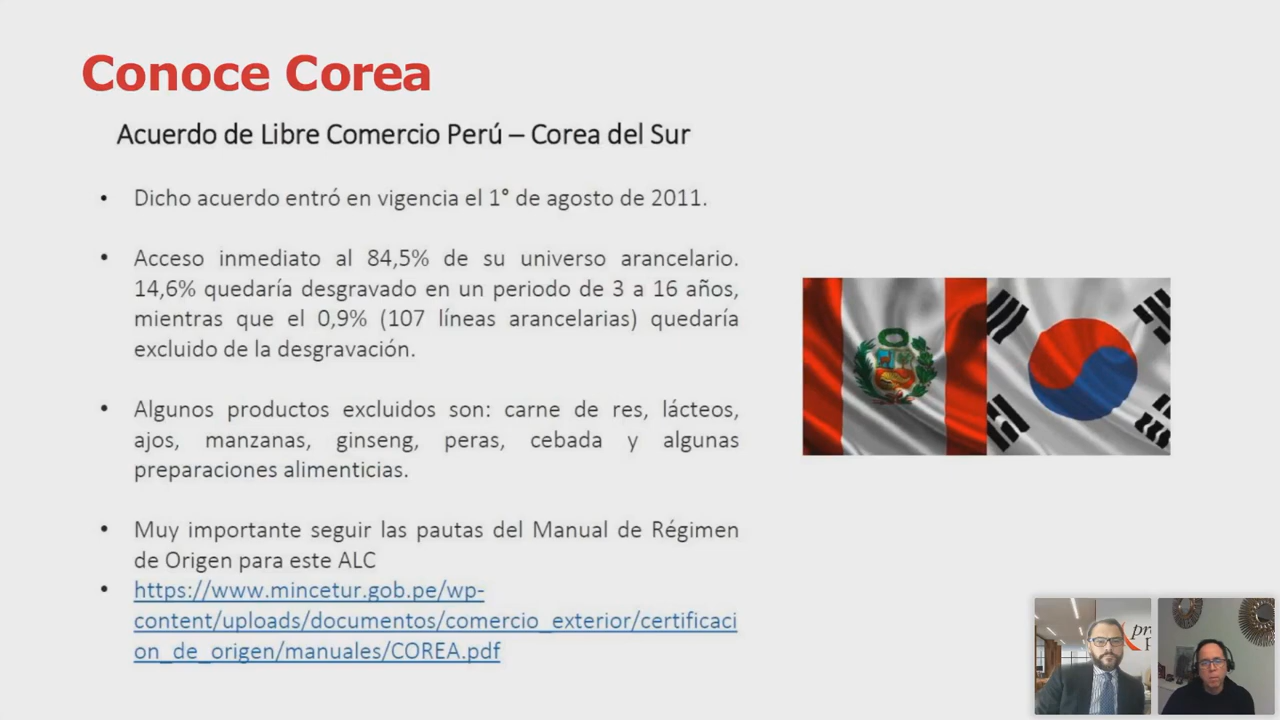 Conoce Corea
Acuerdo de Libre Comercio Perú – Corea del Sur
• Dicho acuerdo entró en vigencia el 1° de agosto de 2011.
• Acceso inmediato al 84,5% de su universo arancelario.
14,6% quedaría desgravado en un periodo de 3 a 16 años,
mientras que el 0,9% (107 líneas arancelarias) quedaría
excluido de la desgravación.
• Algunos productos excluidos son: carne de res, lácteos,
ajos, manzanas, ginseng, peras, cebada y algunas
preparaciones alimenticias.
• Muy importante seguir las pautas del Manual de Régimen
de Origen para este ALC
• https://www.mincetur.gob.pe/wp-
content/uploads/documentos/comercio_exterior/certificaci
on_de_origen/manuales/COREA.pdf